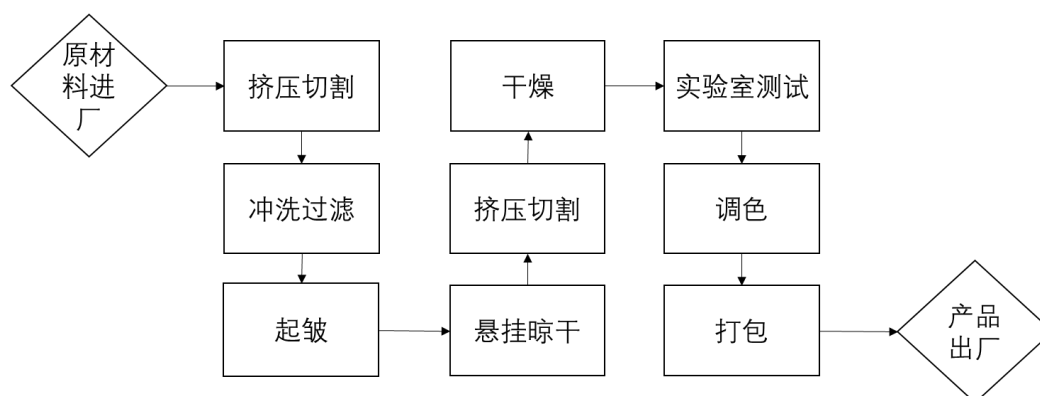 原材
料进
厂
挤压切割
冲洗过滤
起皱
悬挂晾干
挤压切割
干燥
实验室测试
调色
打包
产品
出厂